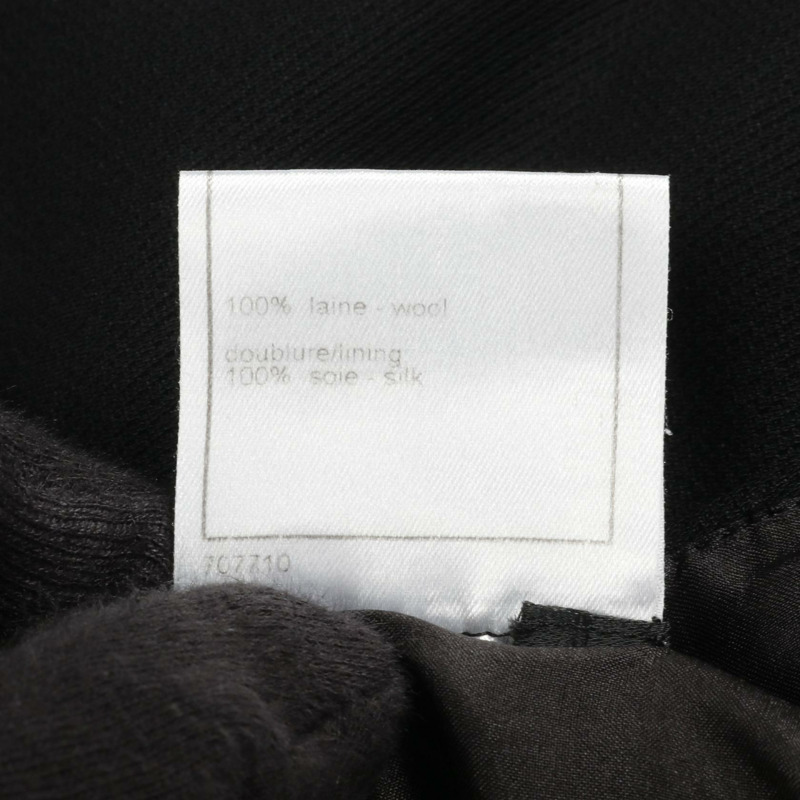 100% laine - wool
doublure/lining
100% soie - silk
707710